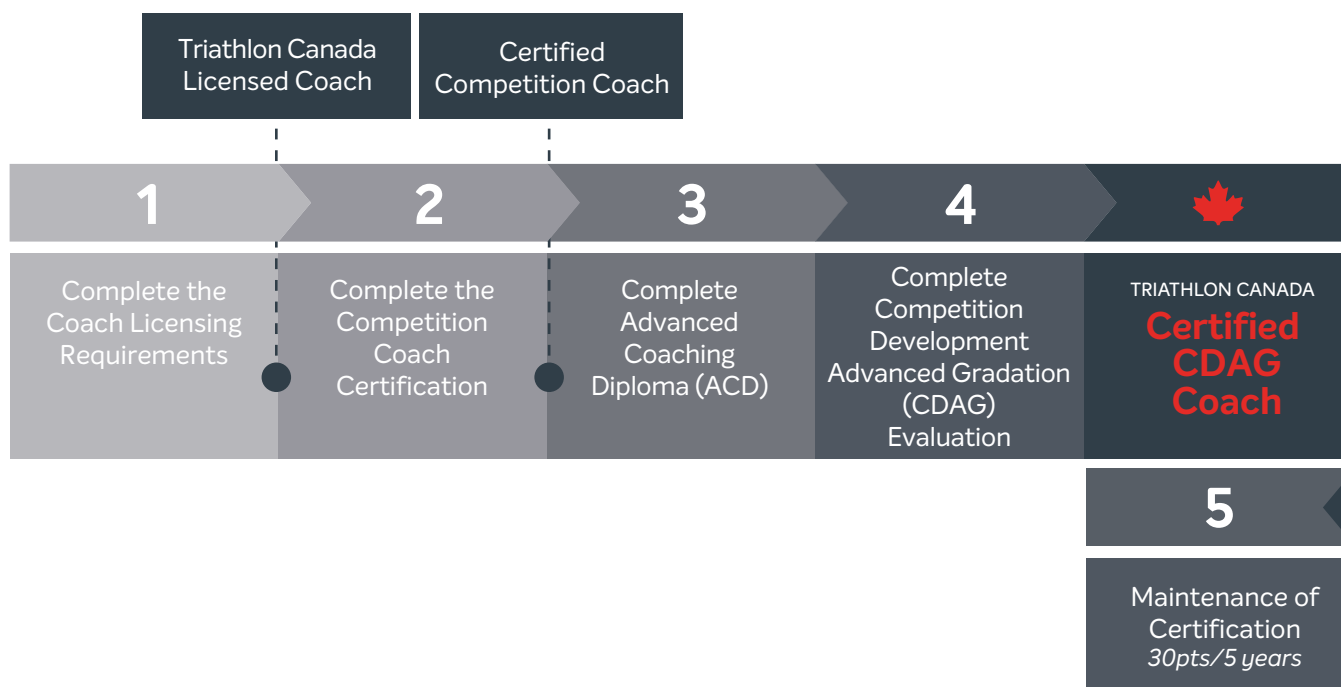 Triathlon Canada
Licensed Coach
Certified
Competition Coach
1
2
3
4
Complete the
Coach Licensing
Requirements
Complete the
Competition
Coach
Certification
Complete
Advanced
Coaching
Diploma (ACD)
Complete
Competition
Development
Advanced Gradation
(CDAG)
Evaluation
TRIATHLON CANADA
Certified
CDAG
Coach
5
Maintenance of
Certification
30pts/5 years